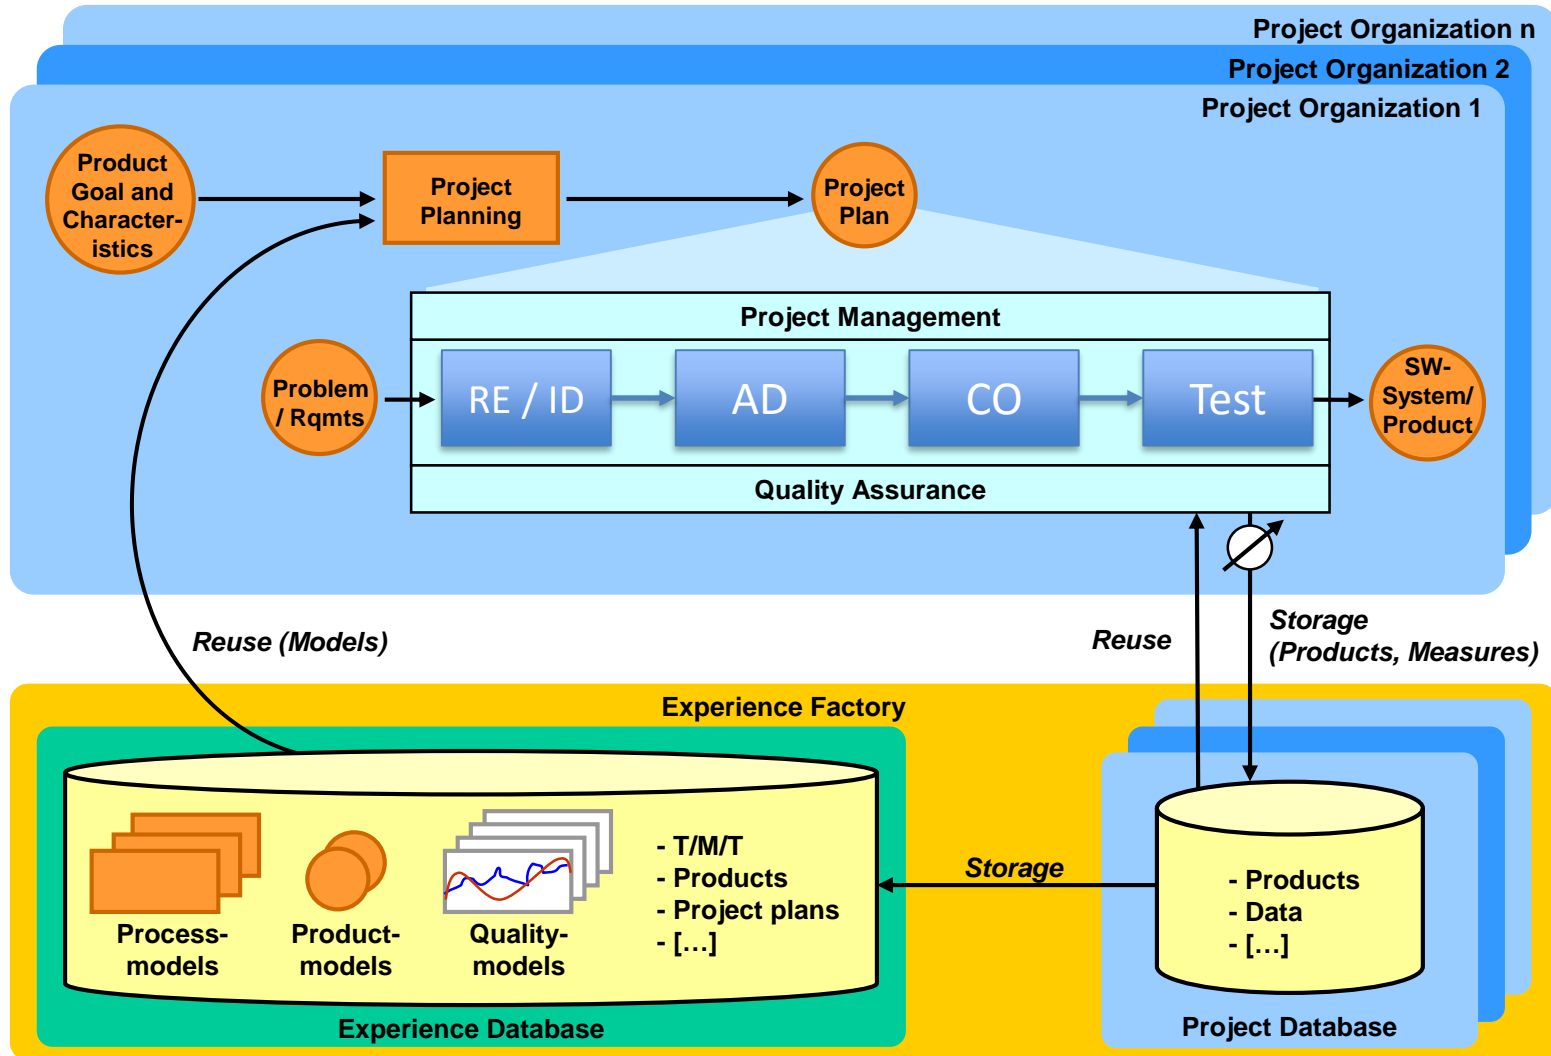 Project Organization n
Project Organization 2
Project Organization 1
Product
Goal and
Character-
istics
Project
Planning
Project
Plan
Project Management
Problem
/ Rqmts
RE / ID
AD
CO
Test
SW-
System/
Product
Quality Assurance
Reuse (Models)
Reuse
Storage
(Products, Measures)
Experience Factory
- T/M/T
- Products
- Project plans
- […]
Process-
models
Product-
models
Quality-
models
Storage
- Products
- Data
- […]
Experience Database
Project Database